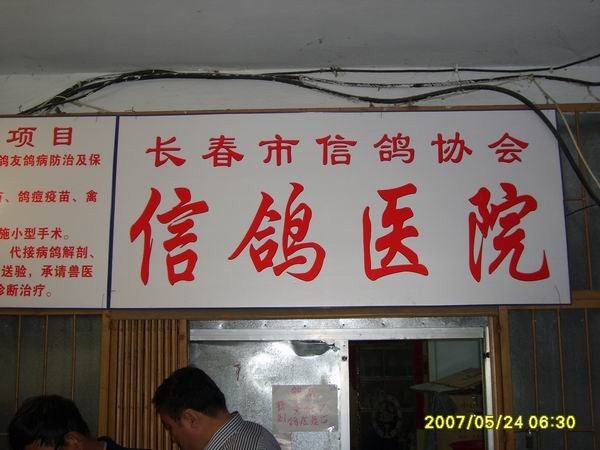 项目
鸽友鸽病防治及保
苗、鸽痘疫苗、禽
施小型手术。
代接病鸽解剖、
送验，承请兽医
诊断治疗。
长春市信鸽协会
信鸽医院
2007/05/24 06:30